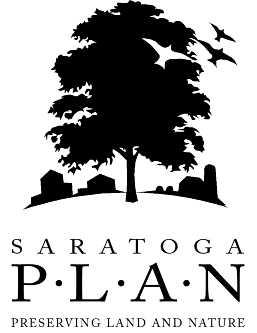 SARATOGA
P·L·A·N
PRESERVING LAND AND NATURE